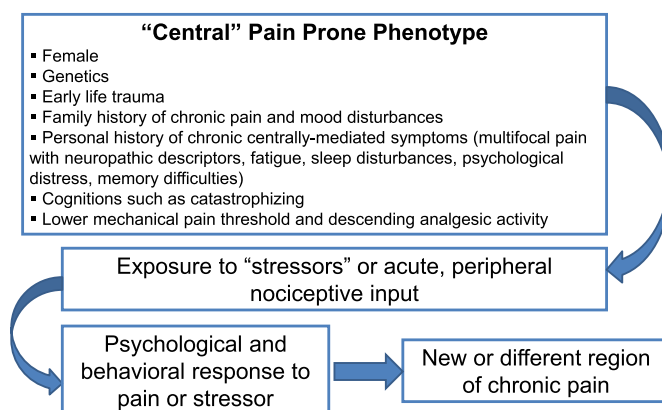 “Central” Pain Prone Phenotype
▪ Female
▪ Genetics
▪ Early life trauma
▪ Family history of chronic pain and mood disturbances
▪ Personal history of chronic centrally-mediated symptoms (multifocal pain
with neuropathic descriptors, fatigue, sleep disturbances, psychological
distress, memory difficulties)
▪ Cognitions such as catastrophizing
▪ Lower mechanical pain threshold and descending analgesic activity
Exposure to “stressors” or acute, peripheral
nociceptive input
Psychological and
behavioral response to
pain or stressor
New or different region
of chronic pain